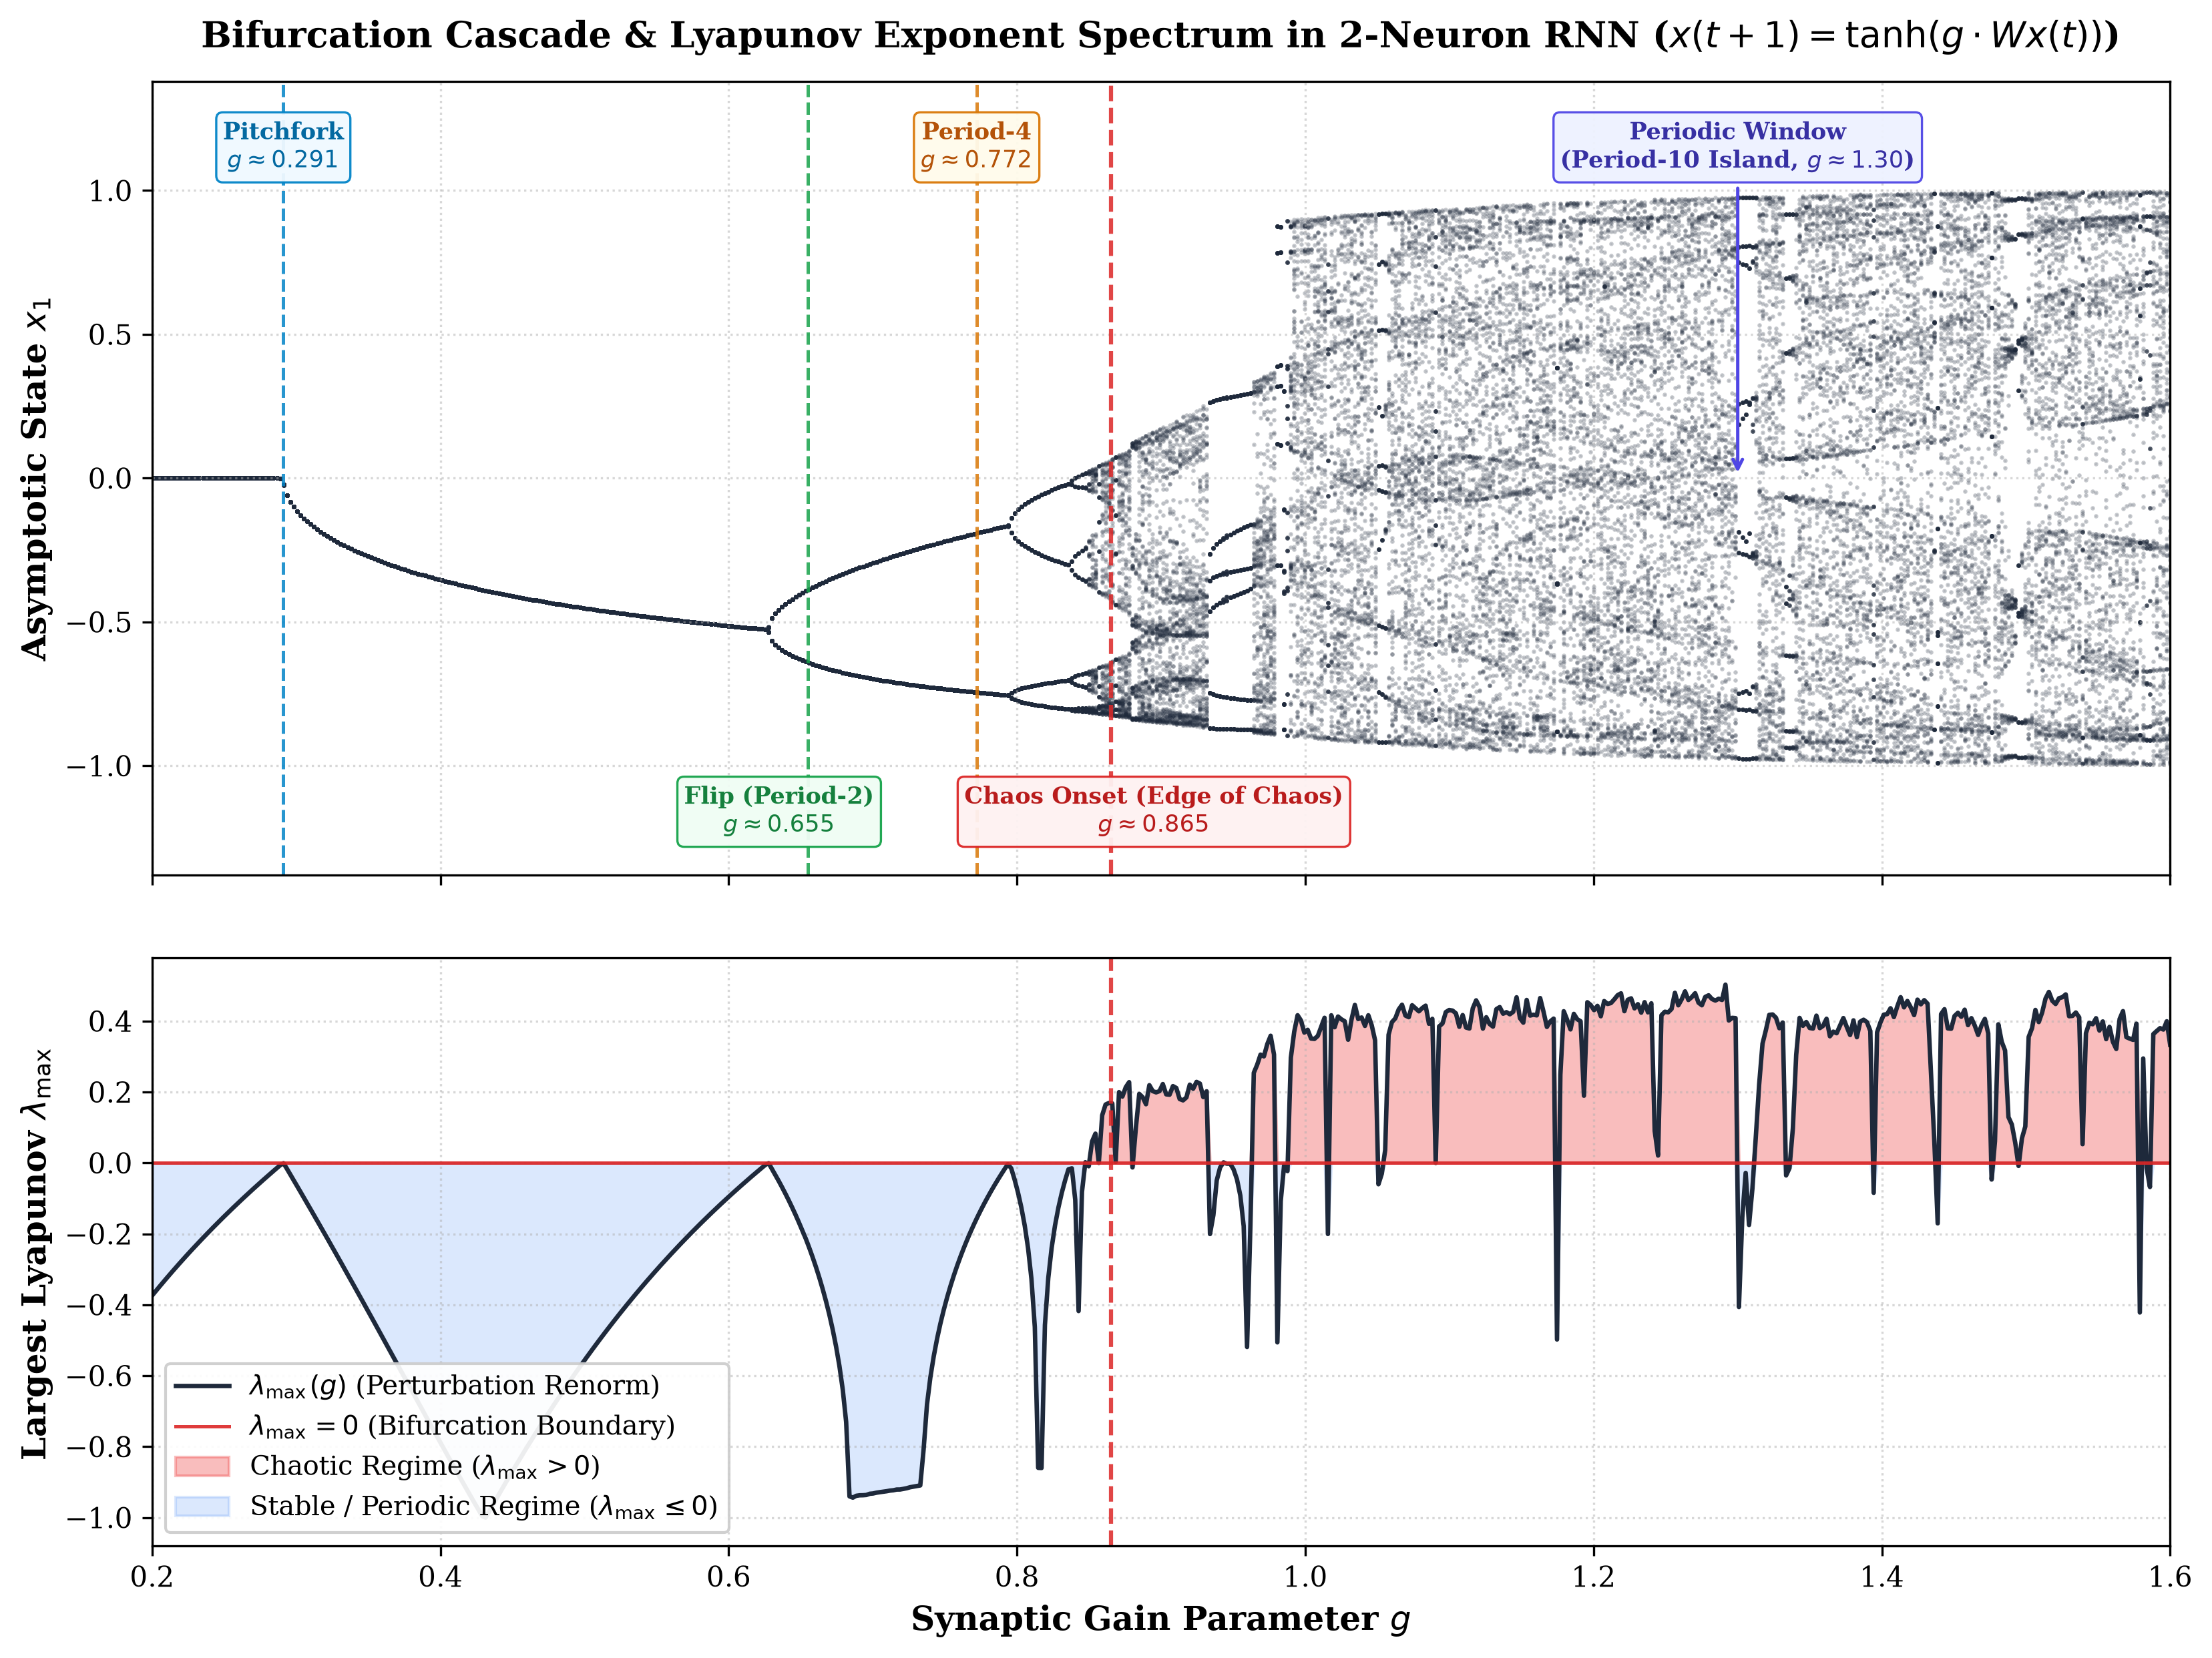 Bifurcation Cascade & Lyapunov Exponent Spectrum in 2-Neuron RNN (x(t + 1) = tanh(g · Wx(t)))
Pitchfork
g ≈ 0.291
Period-4
g ≈ 0.772
Periodic Window
(Period-10 Island, g ≈ 1.30)
Asymptotic State x₁
1.0
0.5
0.0
−0.5
−1.0
Flip (Period-2)
g ≈ 0.655
Chaos Onset (Edge of Chaos)
g ≈ 0.865
Largest Lyapunov λmax
0.4
0.2
0.0
−0.2
−0.4
−0.6
−0.8
−1.0
λmax(g) (Perturbation Renorm)
λmax = 0 (Bifurcation Boundary)
Chaotic Regime (λmax > 0)
Stable / Periodic Regime (λmax ≤ 0)
0.2 0.4 0.6 0.8 1.0 1.2 1.4 1.6
Synaptic Gain Parameter g